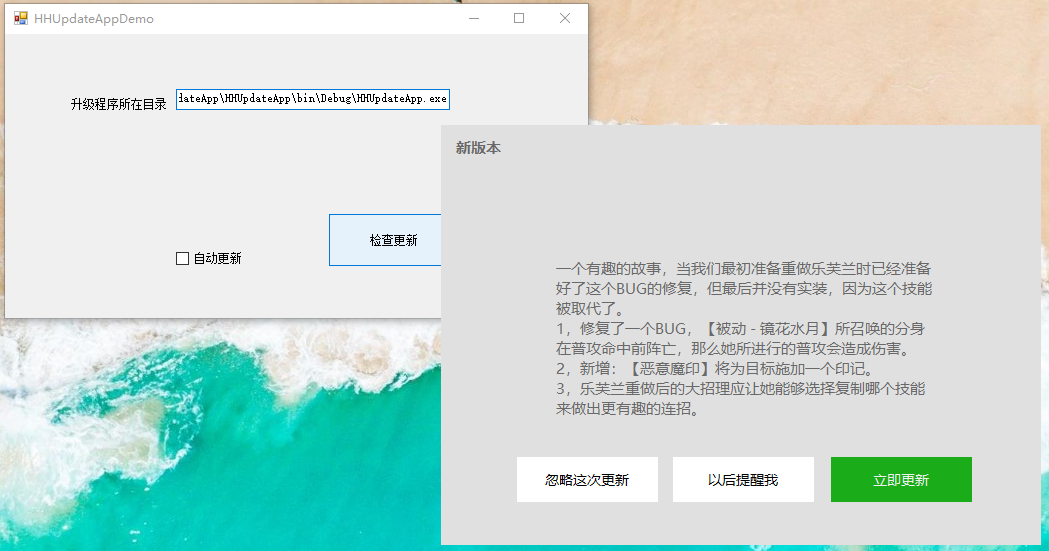 HHUpdateAppDemo
升级程序所在目录 dateApp\HHUpdateApp\bin\Debug\HHUpdateApp.exe
检查更新
自动更新
新版本
一个有趣的故事，当我们最初准备重做乐芙兰时已经准备
好了这个BUG的修复，但最后并没有实装，因为这个技能
被取代了。
1，修复了一个BUG，【被动 - 镜花水月】所召唤的分身
在普攻命中前阵亡，那么她所进行的普攻会造成伤害。
2，新增：【恶意魔印】将为目标施加一个印记。
3，乐芙兰重做后的大招理应让她能够选择复制哪个技能
来做出更有趣的连招。
忽略这次更新 以后提醒我 立即更新